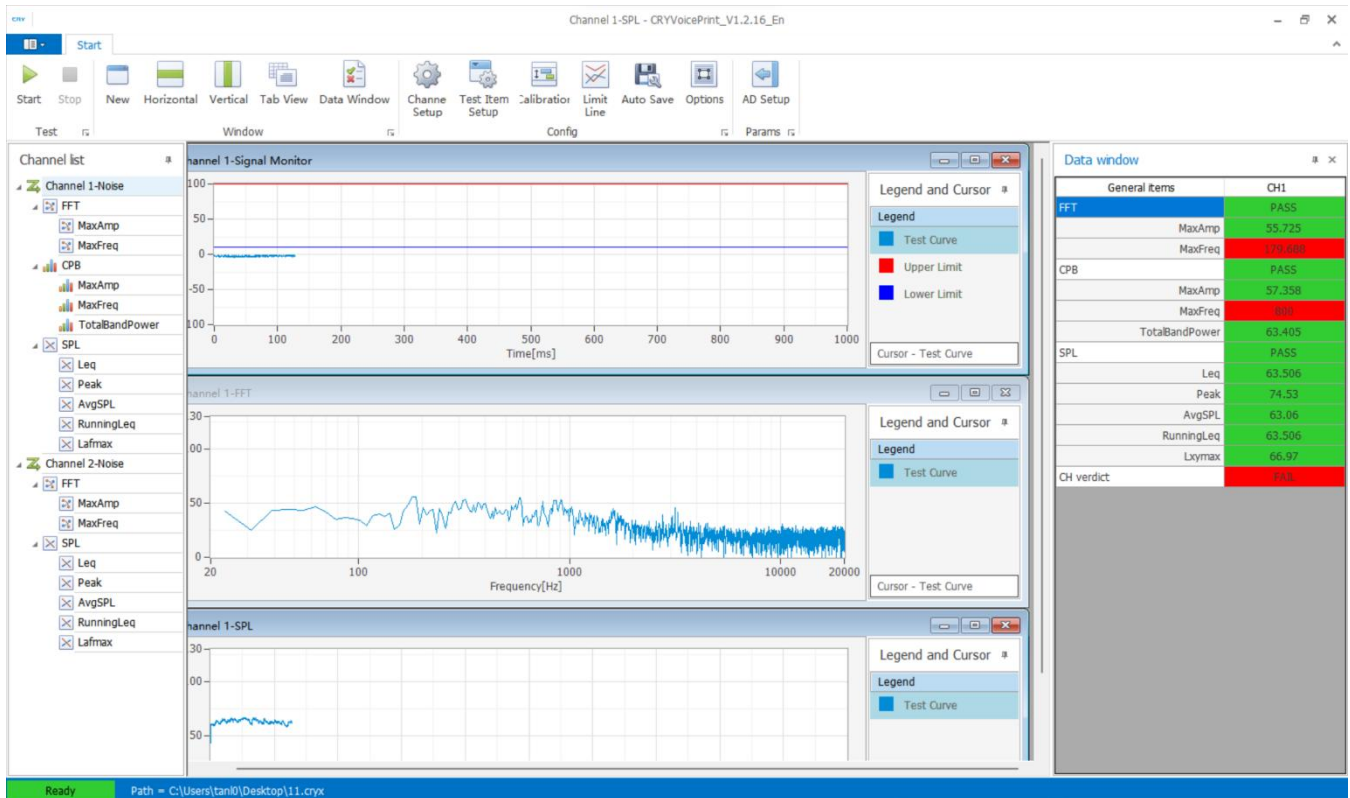 CRY
Channel 1-SPL - CRYVoicePrint_V1.2.16_En
Start
Start
Stop
New
Horizontal
Vertical
Tab View
Data Window
Channe
Setup
Test Item
Setup
Calibration
Limit
Line
Auto Save
Options
AD Setup
Test
Window
Config
Params
Channel list
Channel 1-Noise
FFT
MaxAmp
MaxFreq
CPB
MaxAmp
MaxFreq
TotalBandPower
SPL
Leq
Peak
AvgSPL
RunningLeq
Lafmax
Channel 2-Noise
FFT
MaxAmp
MaxFreq
SPL
Leq
Peak
AvgSPL
RunningLeq
Lafmax
hannel 1-Signal Monitor
100
50
0
-50
100
0 100 200 300 400 500 600 700 800 900 1000
Time[ms]
Legend and Cursor
Legend
Test Curve
Upper Limit
Lower Limit
Cursor - Test Curve
hannel 1-FFT
30
00
50
0
20 100 1000 10000 20000
Frequency[Hz]
Legend and Cursor
Legend
Test Curve
Cursor - Test Curve
hannel 1-SPL
30
00
50
Legend and Cursor
Legend
Test Curve
Data window
General items CH1
FFT PASS
MaxAmp 55.725
MaxFreq 179.688
CPB PASS
MaxAmp 57.358
MaxFreq 800
TotalBandPower 63.405
SPL PASS
Leq 63.506
Peak 74.53
AvgSPL 63.06
RunningLeq 63.506
Lxymax 66.97
CH verdict FAIL
Ready
Path = C:\Users\tanl0\Desktop\11.cryx